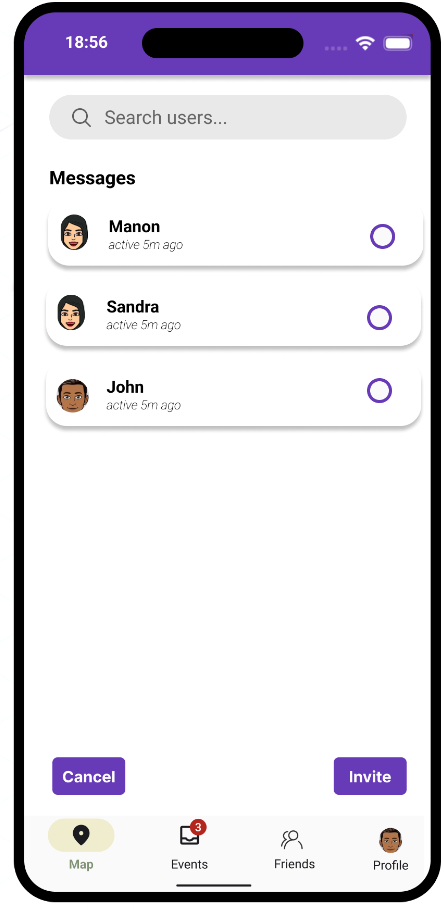 18:56
Search users...
Messages
Manon
active 5m ago
Sandra
active 5m ago
John
active 5m ago
Cancel
Invite
3
Map
Events
Friends
Profile